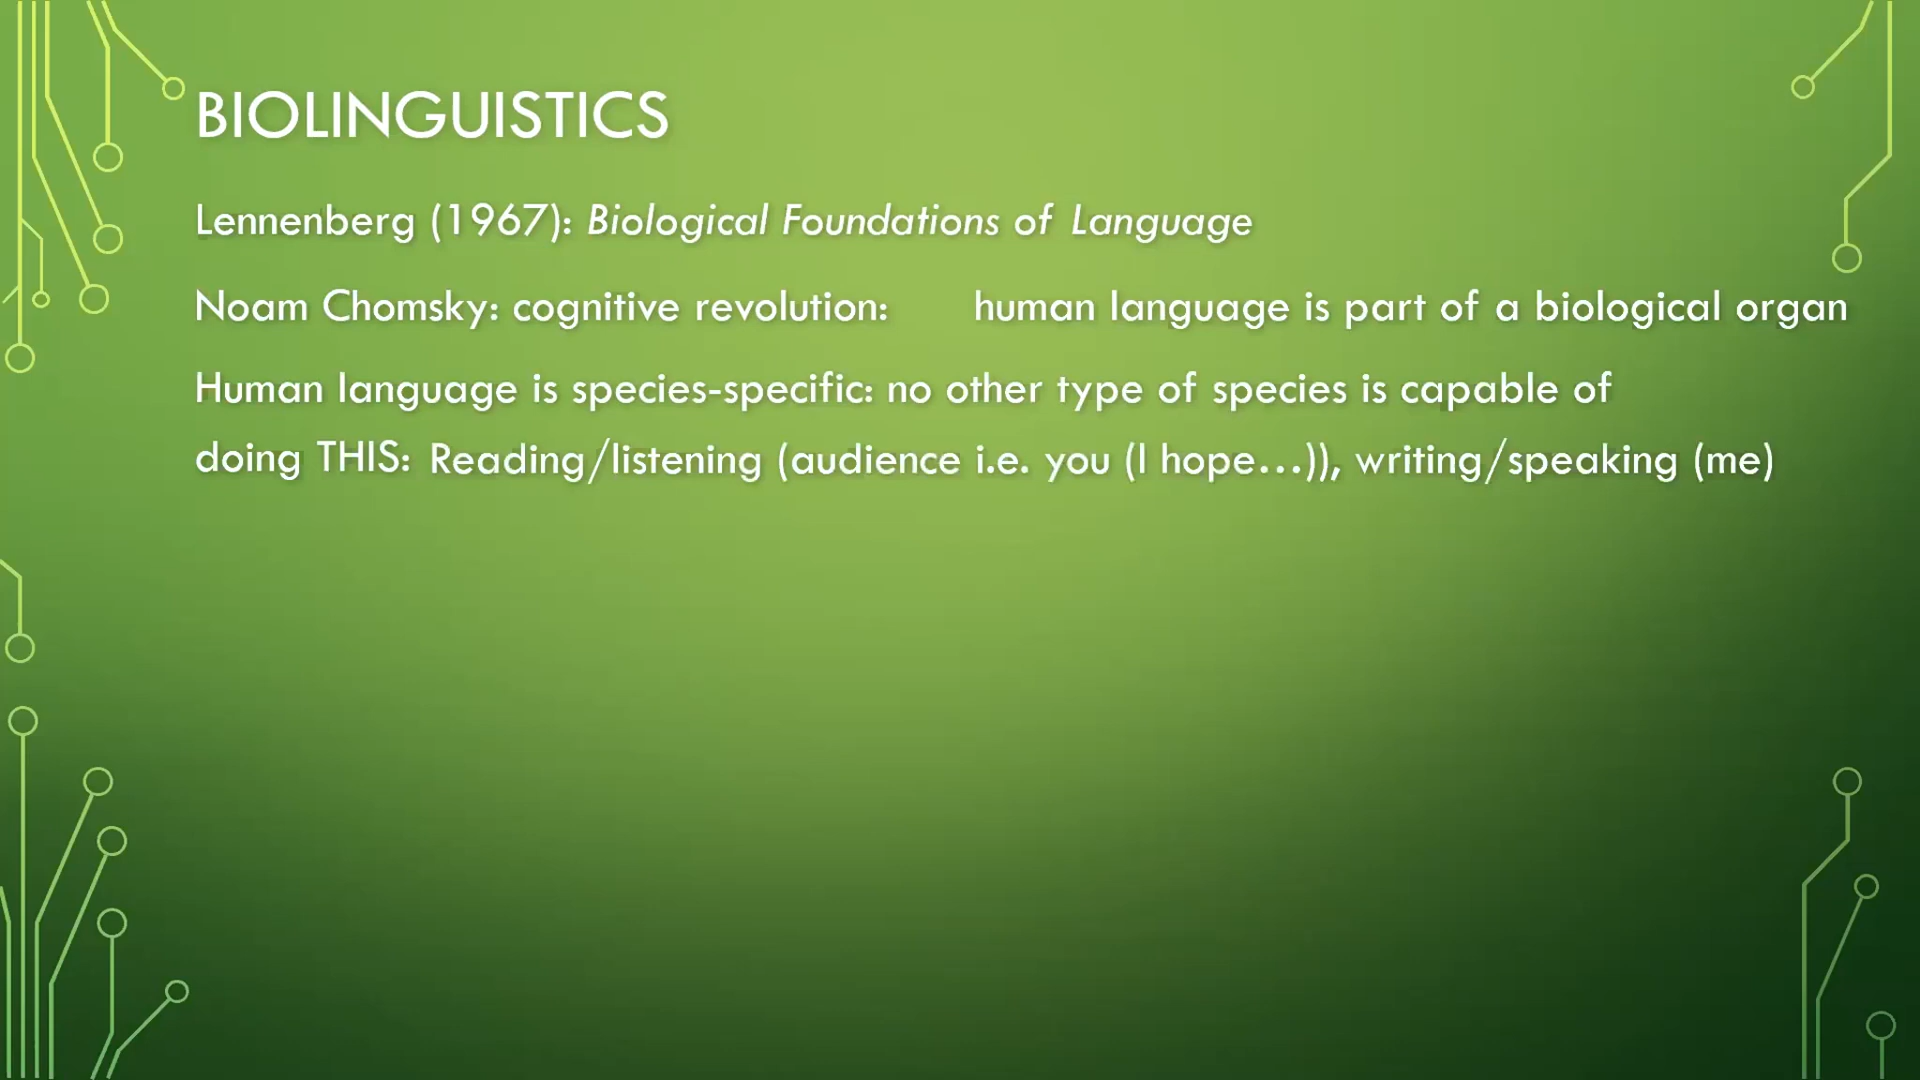 BIOLINGUISTICS
Lennenberg (1967): Biological Foundations of Language
Noam Chomsky: cognitive revolution: human language is part of a biological organ
Human language is species-specific: no other type of species is capable of
doing THIS: Reading/listening (audience i.e. you (I hope...)), writing/speaking (me)